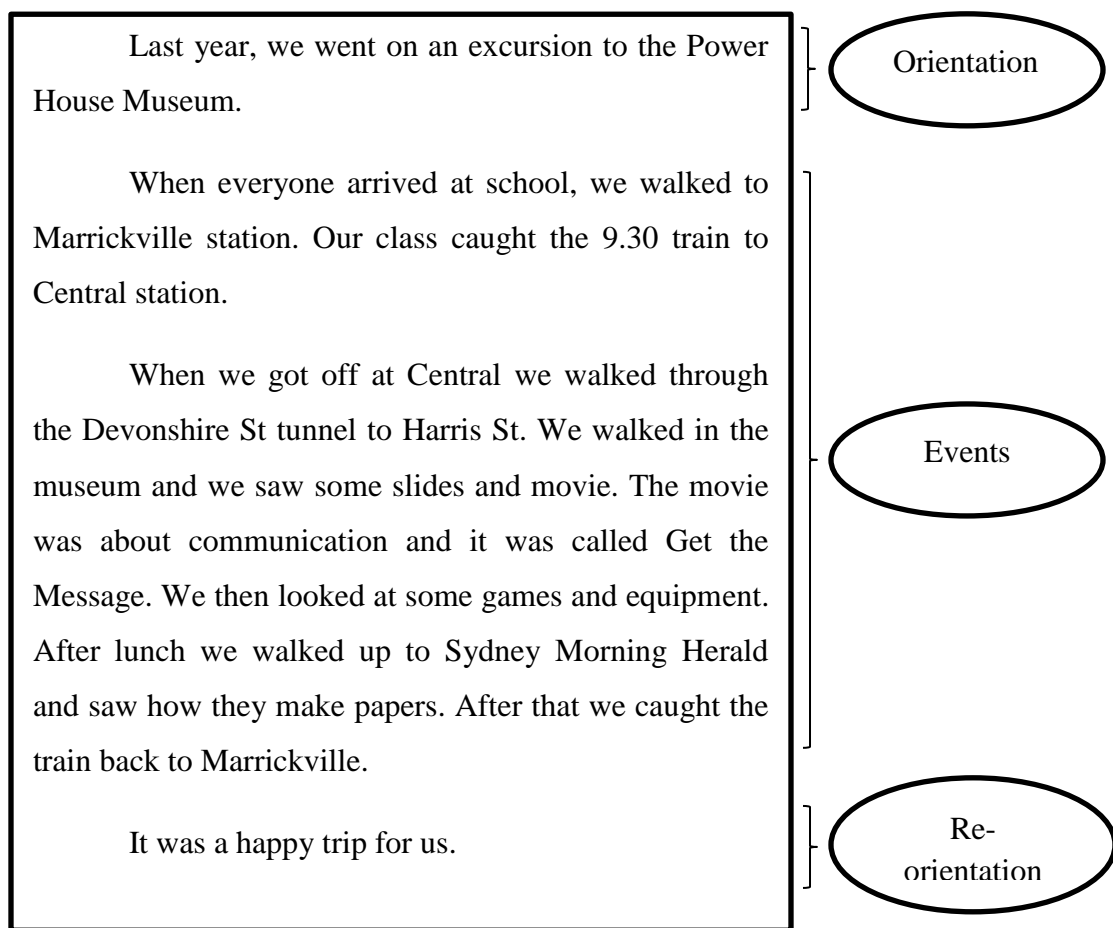 Last year, we went on an excursion to the Power
House Museum.
Orientation
When everyone arrived at school, we walked to
Marrickville station. Our class caught the 9.30 train to
Central station.
When we got off at Central we walked through
the Devonshire St tunnel to Harris St. We walked in the
museum and we saw some slides and movie. The movie
was about communication and it was called Get the
Message. We then looked at some games and equipment.
After lunch we walked up to Sydney Morning Herald
and saw how they make papers. After that we caught the
train back to Marrickville.
Events
It was a happy trip for us.
Re-
orientation